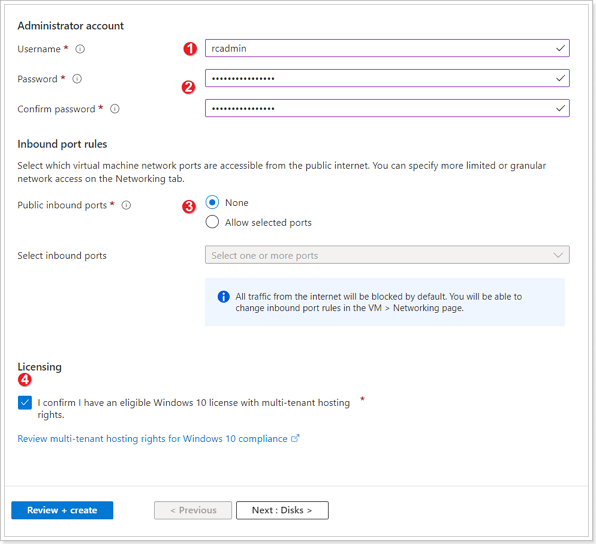 Administrator account
Username * ⓘ 1 rcadmin
Password * ⓘ 2 ••••••••••••••••
Confirm password * ⓘ ••••••••••••••••
Inbound port rules
Select which virtual machine network ports are accessible from the public internet. You can specify more limited or granular
network access on the Networking tab.
Public inbound ports * ⓘ 3 None
Allow selected ports
Select inbound ports Select one or more ports
All traffic from the internet will be blocked by default. You will be able to
change inbound port rules in the VM > Networking page.
Licensing
4
I confirm I have an eligible Windows 10 license with multi-tenant hosting *
rights.
Review multi-tenant hosting rights for Windows 10 compliance
Review + create < Previous Next : Disks >